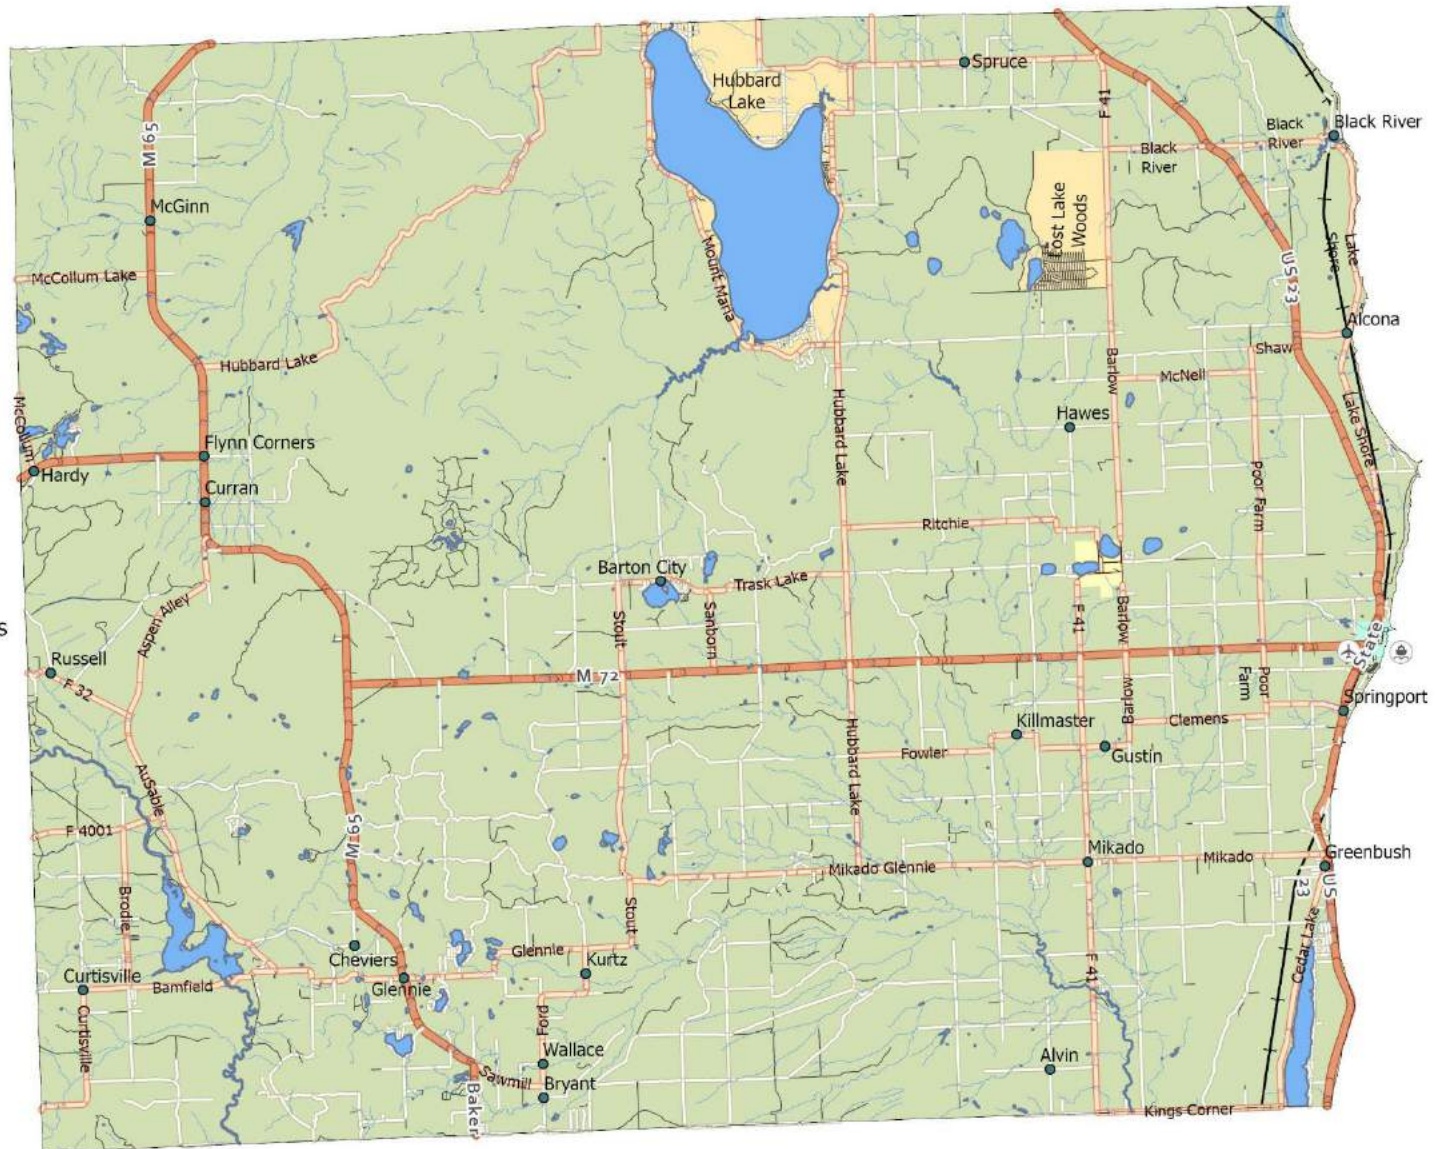 Hubbard
Lake
Spruce
M 65
F 41
Black
River
Black River
Black
River
McGinn
Lost Lake
Woods
Lake
Shore
McCollum Lake
Mount Maria
US 23
Alcona
Hubbard Lake
Barlow
Shaw
McNeil
McCollum
Hubbard Lake
Hawes
Lake Shore
Flynn Corners
Hardy
Curran
Poor Farm
Ritchie
Barton City
Trask Lake
Aspen Alley
Stout
Sanborn
F 41
Barlow
State
s
Russell
F 32
M 72
Barlow
Poor
Farm
Springport
Killmaster
Clemens
Hubbard Lake
Fowler
Gustin
AuSable
F 4001
M 65
Mikado
Mikado
Greenbush
Mikado Glennie
Brodie
Stout
US
23
Cedar Lake
Cheviers
Glennie
Kurtz
F 41
Curtisville
Bamfield
Glennie
Curtisville
Ford
Wallace
Alvin
Sawmill
Bryant
Baker
Kings Corner